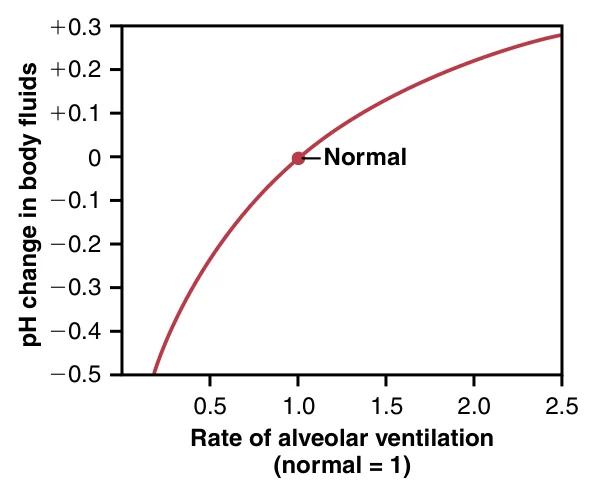 +0.3
+0.2
+0.1
0
−0.1
−0.2
−0.3
−0.4
−0.5
pH change in body fluids
Normal
0.5 1.0 1.5 2.0 2.5
Rate of alveolar ventilation
(normal = 1)